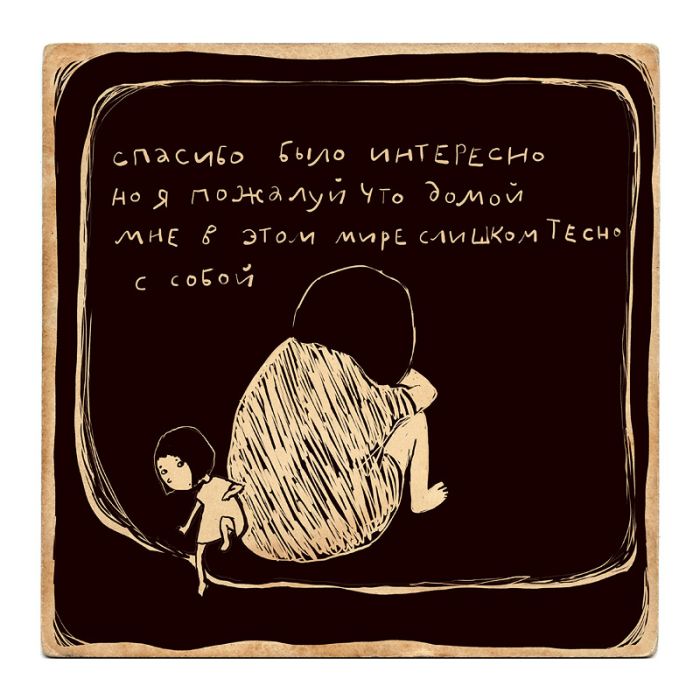 спасибо было интересно
но я пожалуй что домой
мне в этом мире слишком тесно
с собой